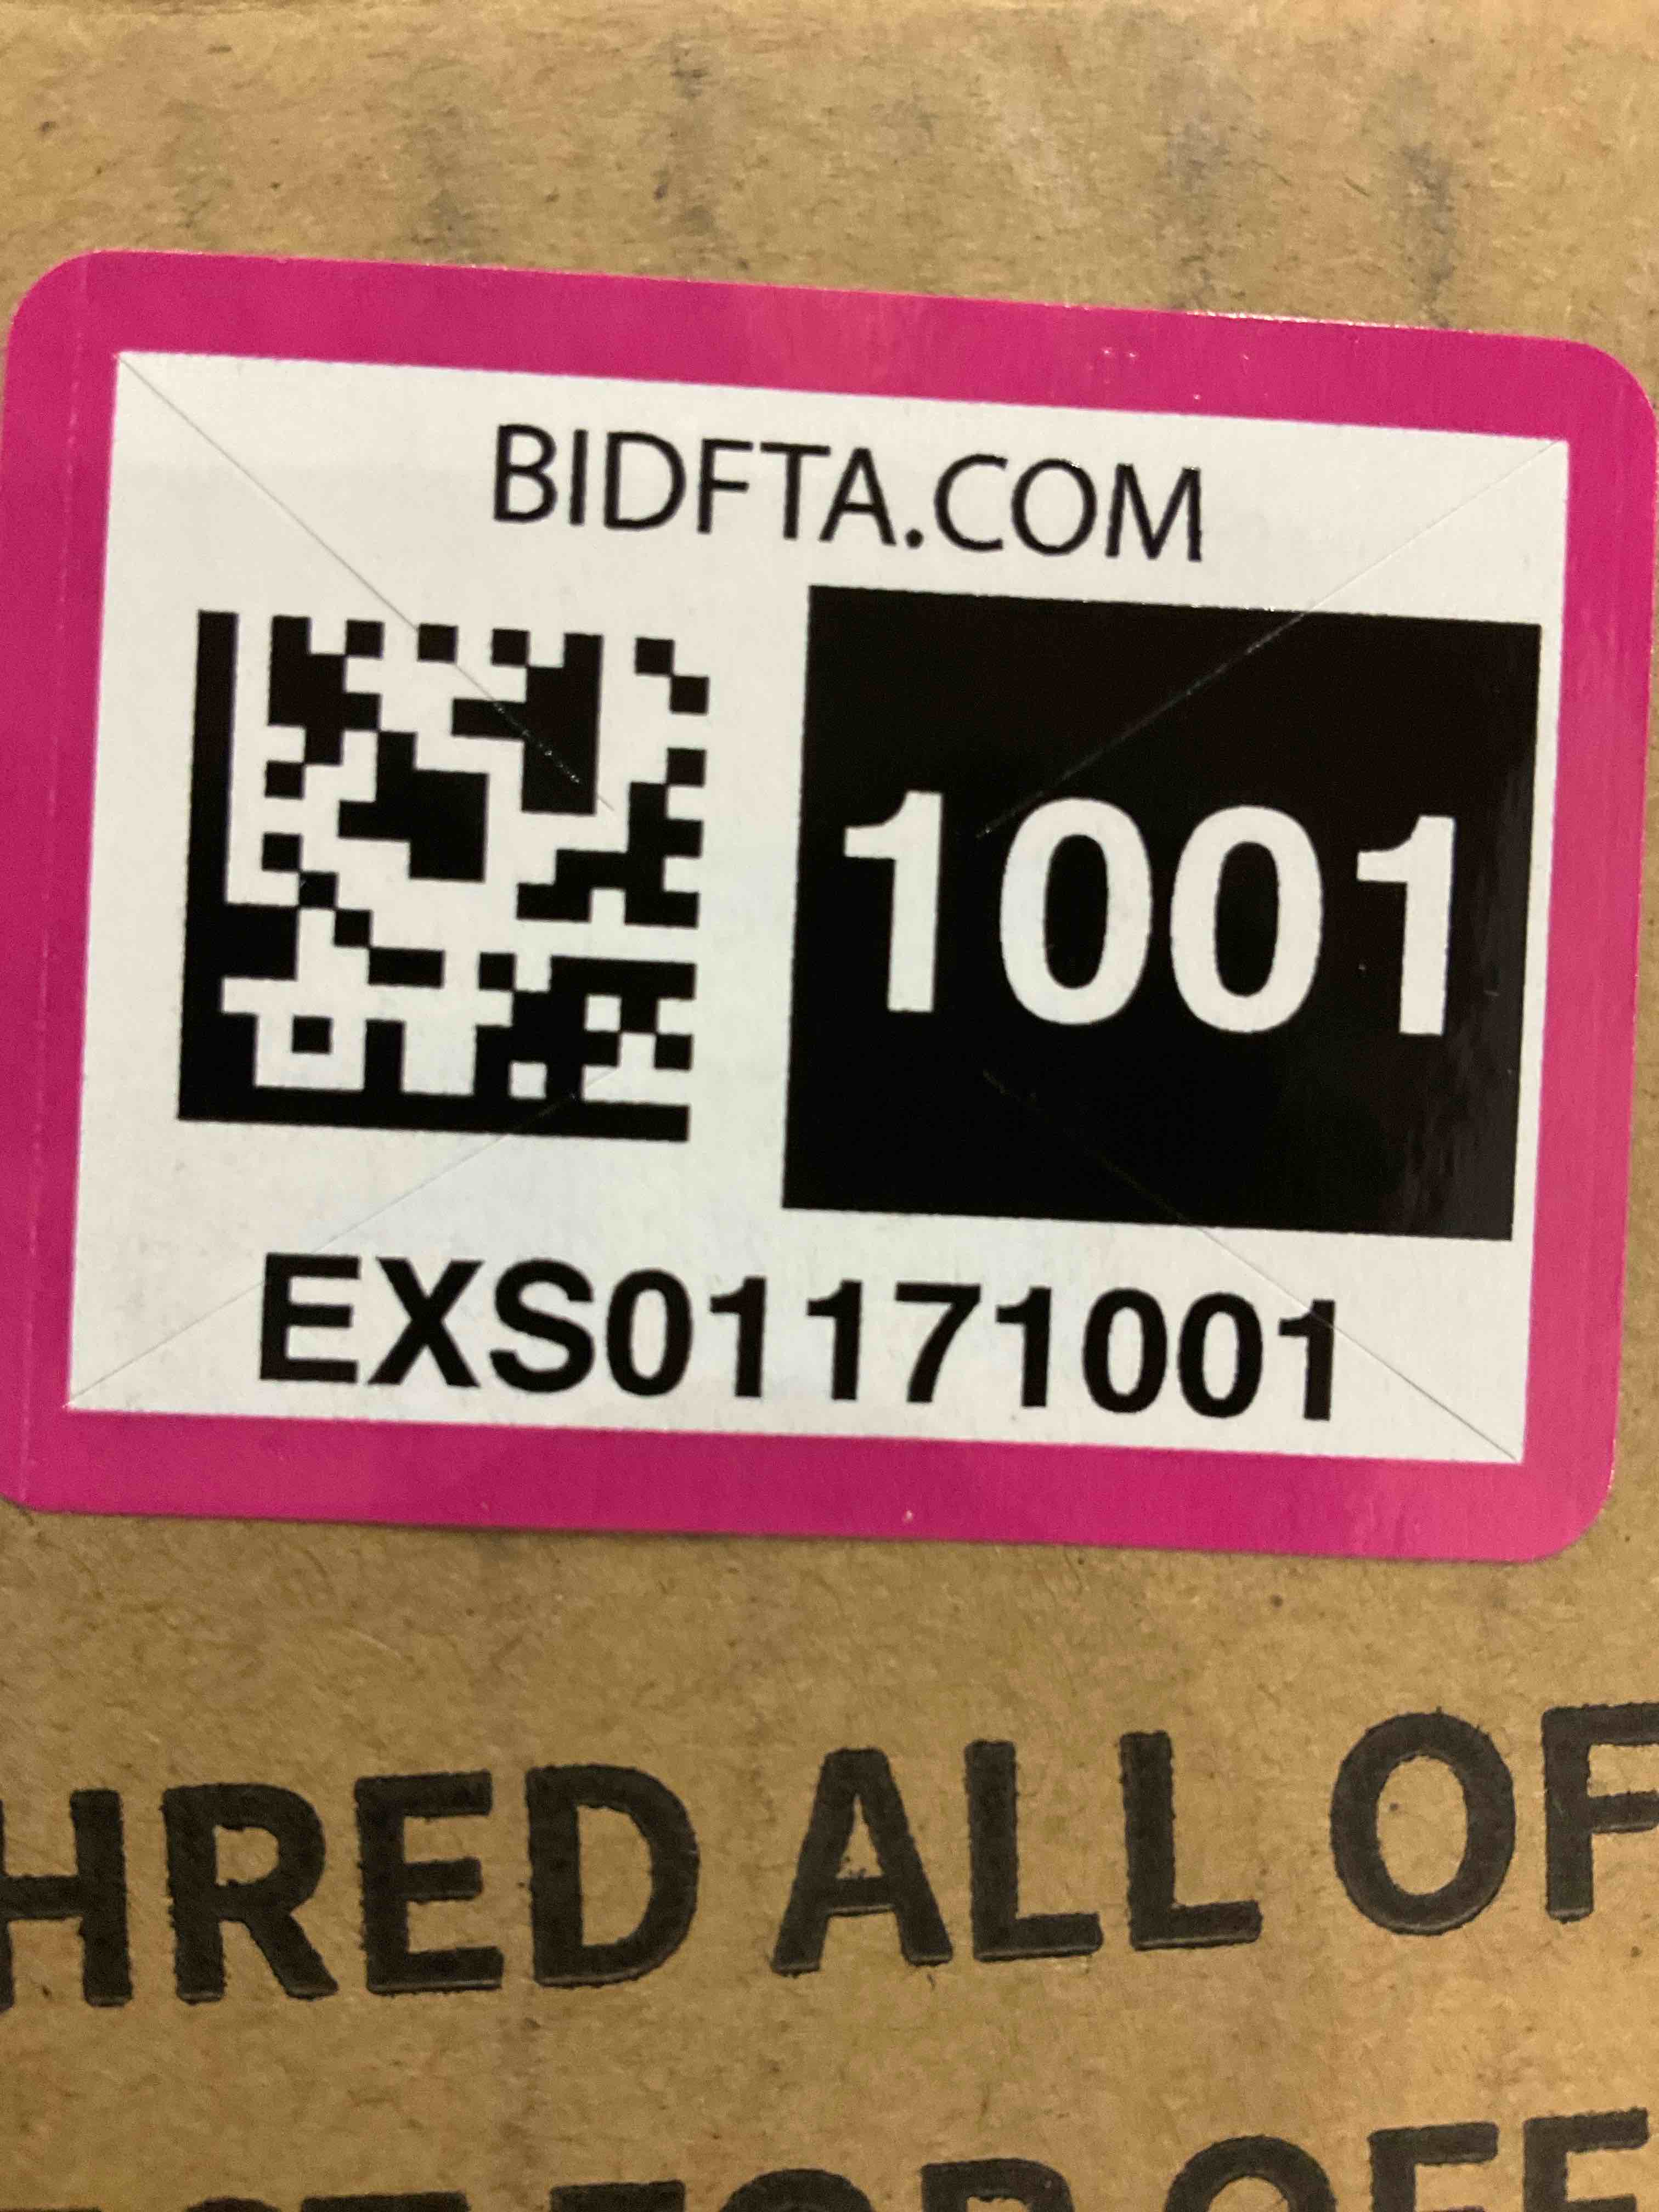 BIDFTA.COM
1001
EXS01171001
HRED ALL OF